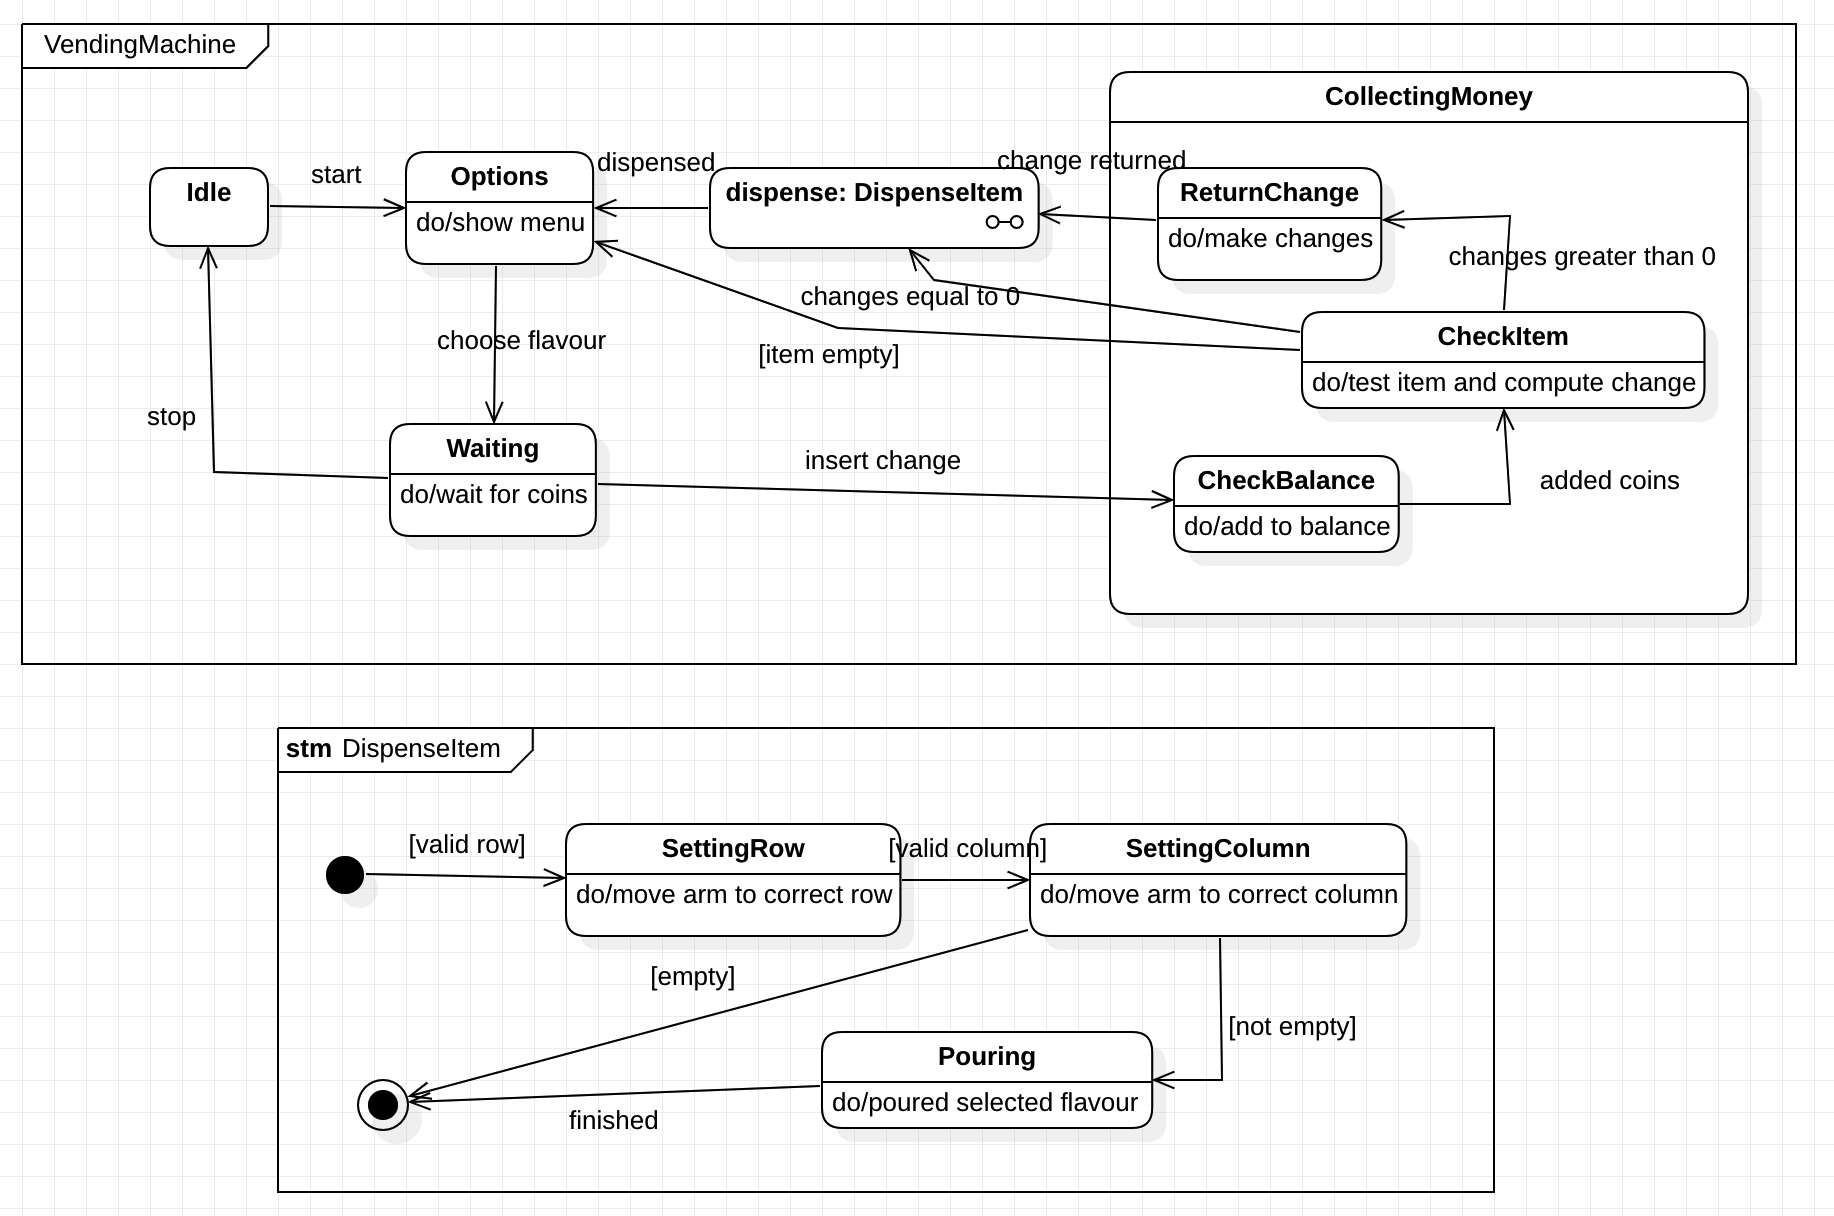 VendingMachine
CollectingMoney
Idle
start
Options
do/show menu
dispensed
dispense: DispenseItem
change returned
ReturnChange
do/make changes
changes greater than 0
changes equal to 0
[item empty]
CheckItem
do/test item and compute change
choose flavour
stop
Waiting
do/wait for coins
insert change
CheckBalance
do/add to balance
added coins
stm DispenseItem
[valid row]
SettingRow
do/move arm to correct row
[valid column]
SettingColumn
do/move arm to correct column
[empty]
[not empty]
Pouring
do/poured selected flavour
finished